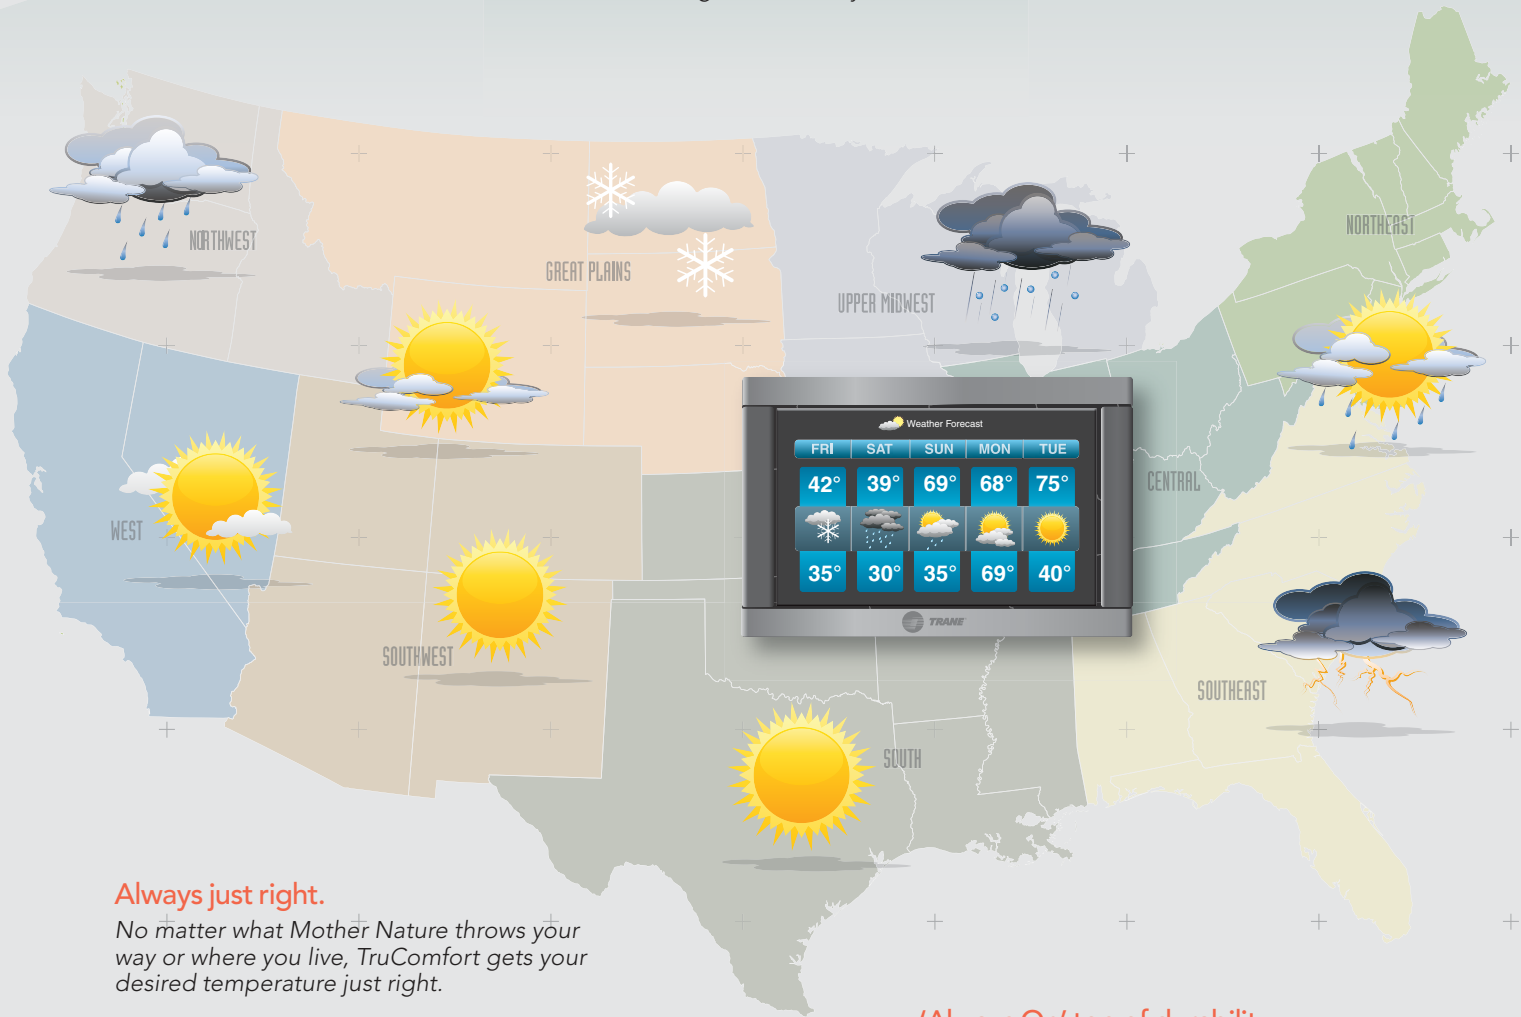 NORTHWEST
GREAT PLAINS
UPPER MIDWEST
NORTHEAST
WEST
SOUTHWEST
CENTRAL
SOUTHEAST
SOUTH
Weather Forecast
FRI SAT SUN MON TUE
42° 39° 69° 68° 75°
35° 30° 35° 69° 40°
TRANE
Always just right.
No matter what Mother Nature throws your
way or where you live, TruComfort gets your
desired temperature just right.